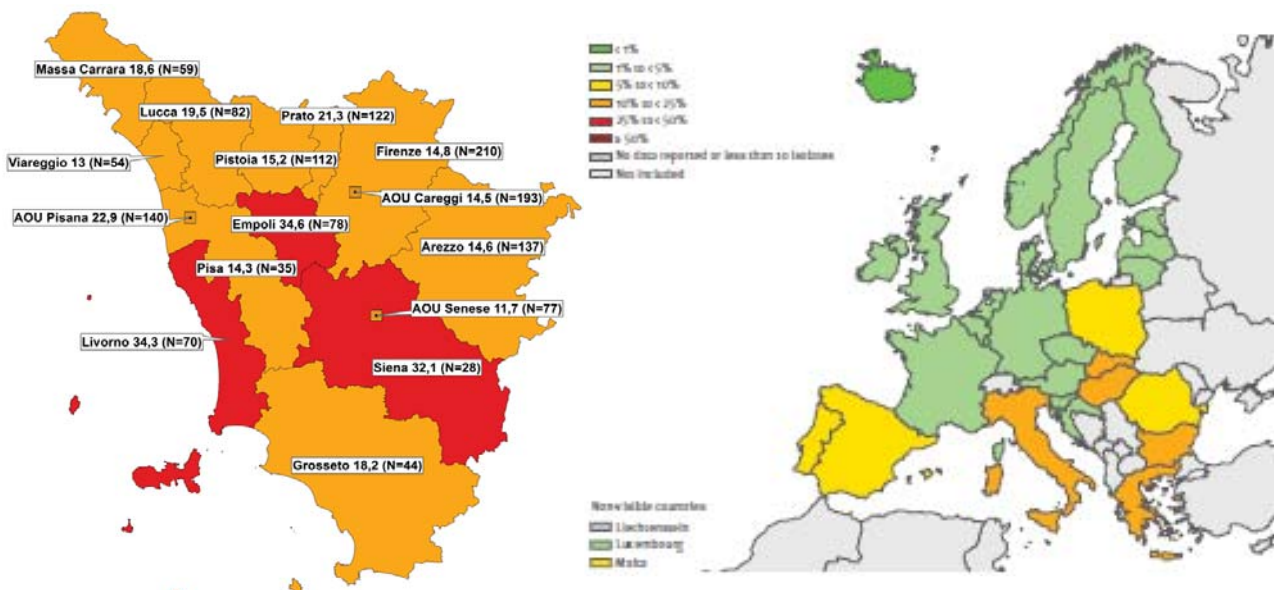 Massa Carrara 18,6 (N=59)
Lucca 19,5 (N=82)
Prato 21,3 (N=122)
Viareggio 13 (N=54)
Pistoia 15,2 (N=112)
Firenze 14,8 (N=210)
AOU Careggi 14,5 (N=193)
AOU Pisana 22,9 (N=140)
Empoli 34,6 (N=78)
Arezzo 14,6 (N=137)
Pisa 14,3 (N=35)
AOU Senese 11,7 (N=77)
Livorno 34,3 (N=70)
Siena 32,1 (N=28)
Grosseto 18,2 (N=44)
< 1%
1% to < 5%
5% to < 10%
10% to < 25%
25% to < 50%
≥ 50%
No data reported or less than 10 isolates
Not included
Non-visible countries
Liechtenstein
Luxembourg
Malta